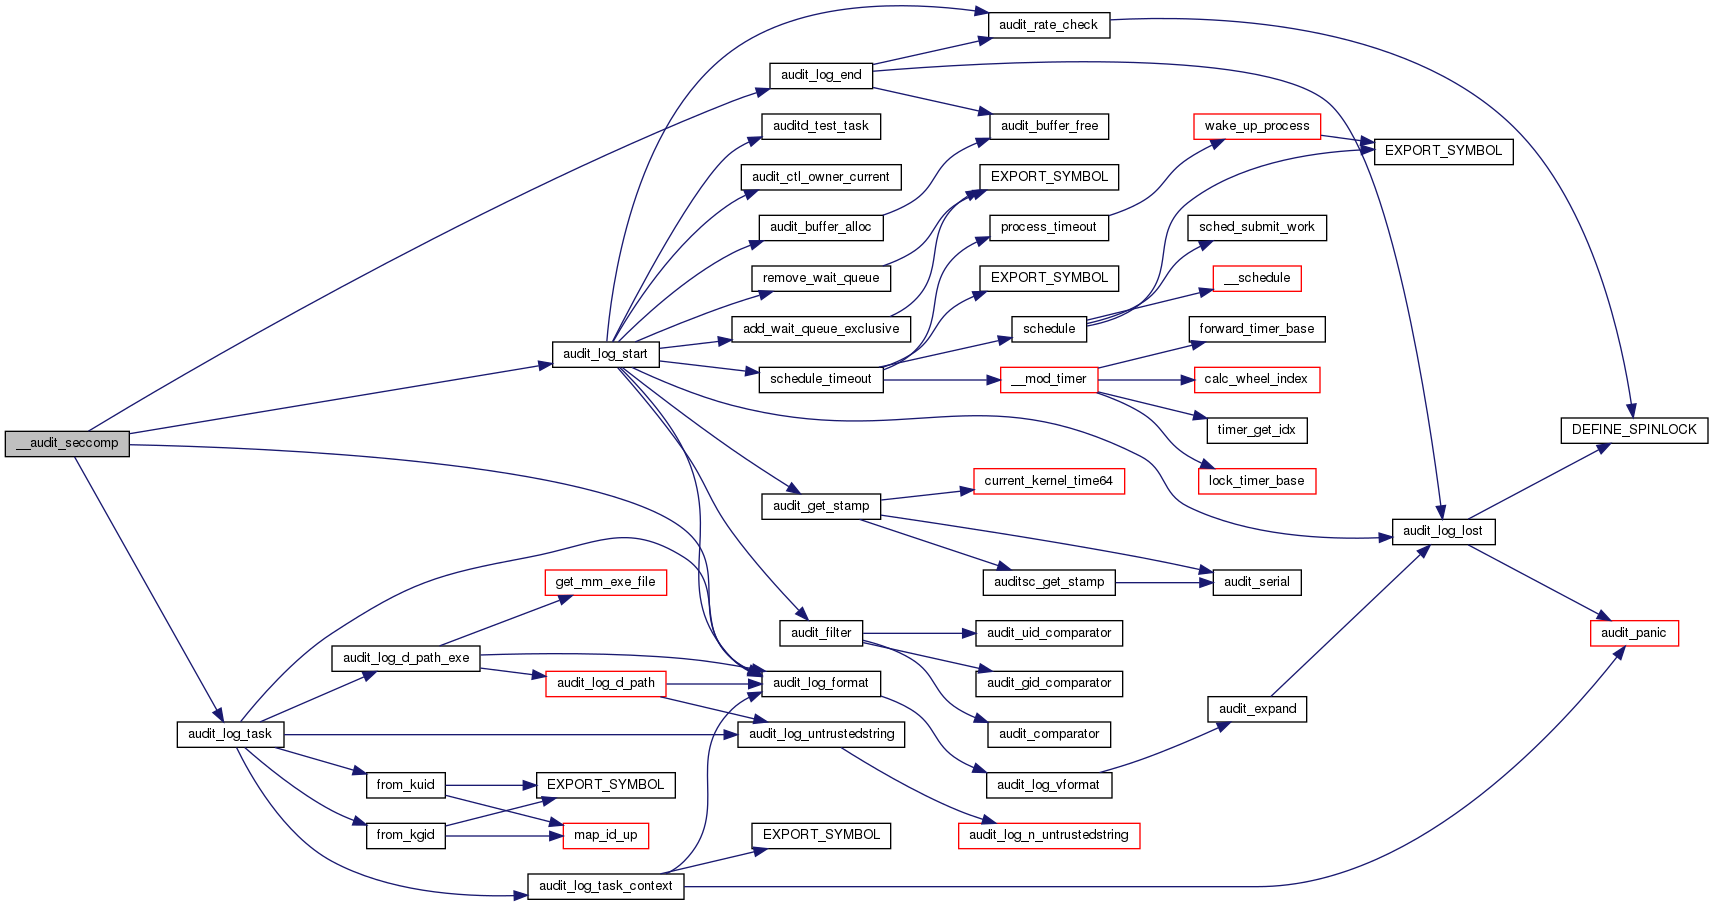 audit_rate_check
audit_log_end
auditd_test_task
audit_buffer_free
wake_up_process
EXPORT_SYMBOL
audit_ctl_owner_current
EXPORT_SYMBOL
audit_buffer_alloc
process_timeout
sched_submit_work
remove_wait_queue
EXPORT_SYMBOL
__schedule
add_wait_queue_exclusive
schedule
forward_timer_base
audit_log_start
schedule_timeout
__mod_timer
calc_wheel_index
timer_get_idx
DEFINE_SPINLOCK
__audit_seccomp
current_kernel_time64
lock_timer_base
audit_get_stamp
audit_log_lost
get_mm_exe_file
auditsc_get_stamp
audit_serial
audit_filter
audit_uid_comparator
audit_panic
audit_log_d_path_exe
audit_log_d_path
audit_log_format
audit_gid_comparator
audit_expand
audit_log_task
audit_log_untrustedstring
audit_comparator
from_kuid
EXPORT_SYMBOL
audit_log_vformat
from_kgid
map_id_up
EXPORT_SYMBOL
audit_log_n_untrustedstring
audit_log_task_context